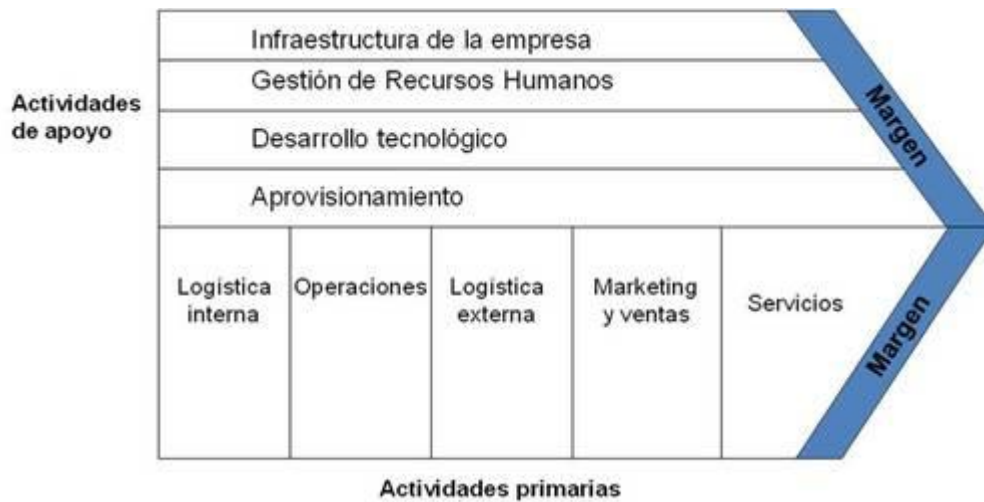 Infraestructura de la empresa
Gestión de Recursos Humanos
Actividades
de apoyo
Desarrollo tecnológico
Aprovisionamiento
Margen
Logística
interna
Operaciones
Logística
externa
Marketing
y ventas
Servicios
Margen
Actividades primarias